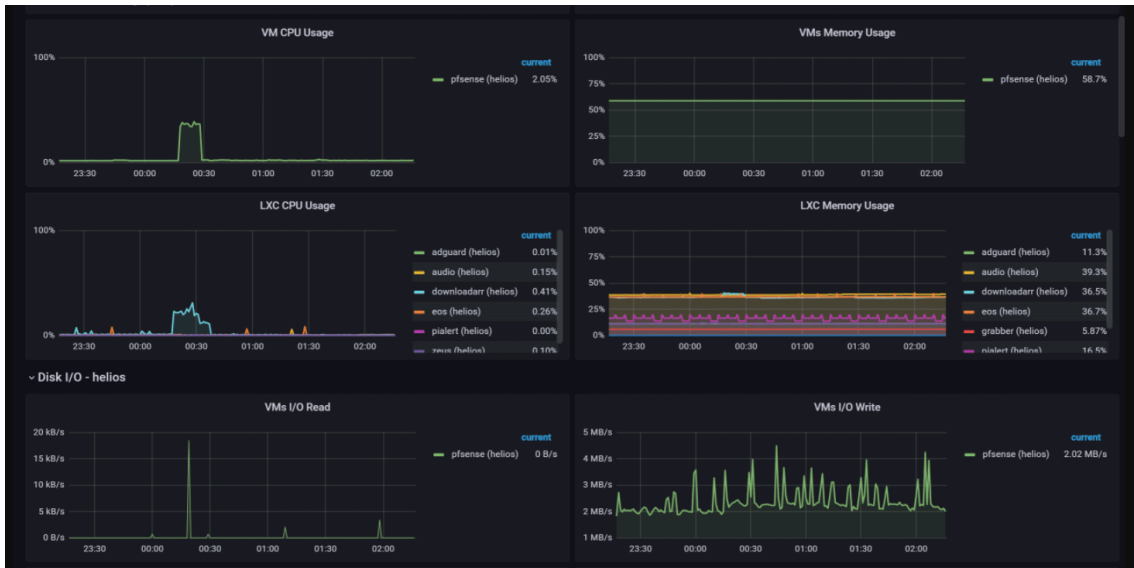 VM CPU Usage
100%
0%
23:30 00:00 00:30 01:00 01:30 02:00
current
pfsense (helios) 2.05%
VMs Memory Usage
100%
75%
50%
25%
0%
23:30 00:00 00:30 01:00 01:30 02:00
current
pfsense (helios) 58.7%
LXC CPU Usage
100%
0%
23:30 00:00 00:30 01:00 01:30 02:00
current
adguard (helios) 0.01%
audio (helios) 0.15%
downloadarr (helios) 0.41%
eos (helios) 0.26%
pialert (helios) 0.00%
zeus (helios) 0.10%
LXC Memory Usage
100%
75%
50%
25%
0%
23:30 00:00 00:30 01:00 01:30 02:00
current
adguard (helios) 11.3%
audio (helios) 39.3%
downloadarr (helios) 36.5%
eos (helios) 36.7%
grabber (helios) 5.87%
pialert (helios) 16.5%
Disk I/O - helios
VMs I/O Read
20 kB/s
15 kB/s
10 kB/s
5 kB/s
0 B/s
23:30 00:00 00:30 01:00 01:30 02:00
current
pfsense (helios) 0 B/s
VMs I/O Write
5 MB/s
4 MB/s
3 MB/s
2 MB/s
1 MB/s
23:30 00:00 00:30 01:00 01:30 02:00
current
pfsense (helios) 2.02 MB/s